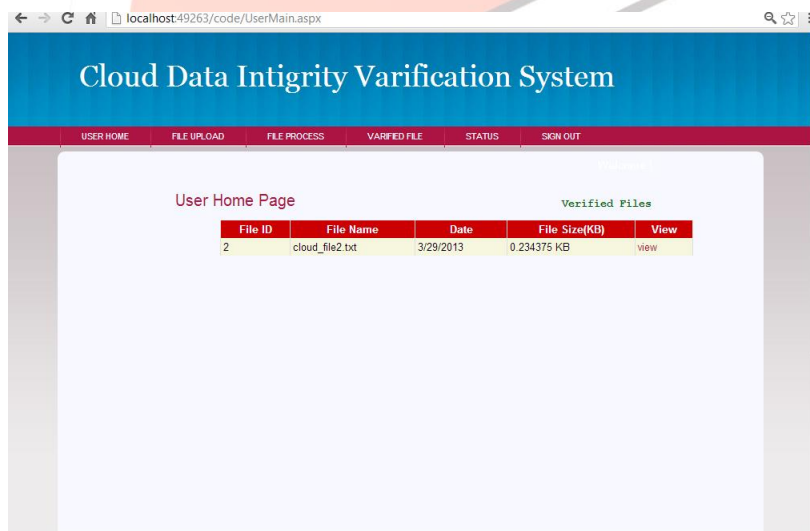 localhost:49263/code/UserMain.aspx
Cloud Data Intigrity Varification System
USER HOME FILE UPLOAD FILE PROCESS VARIFIED FILE STATUS SIGN OUT
User Home Page
Verified Files
File ID File Name Date File Size(KB) View
2 cloud_file2.txt 3/29/2013 0.234375 KB view